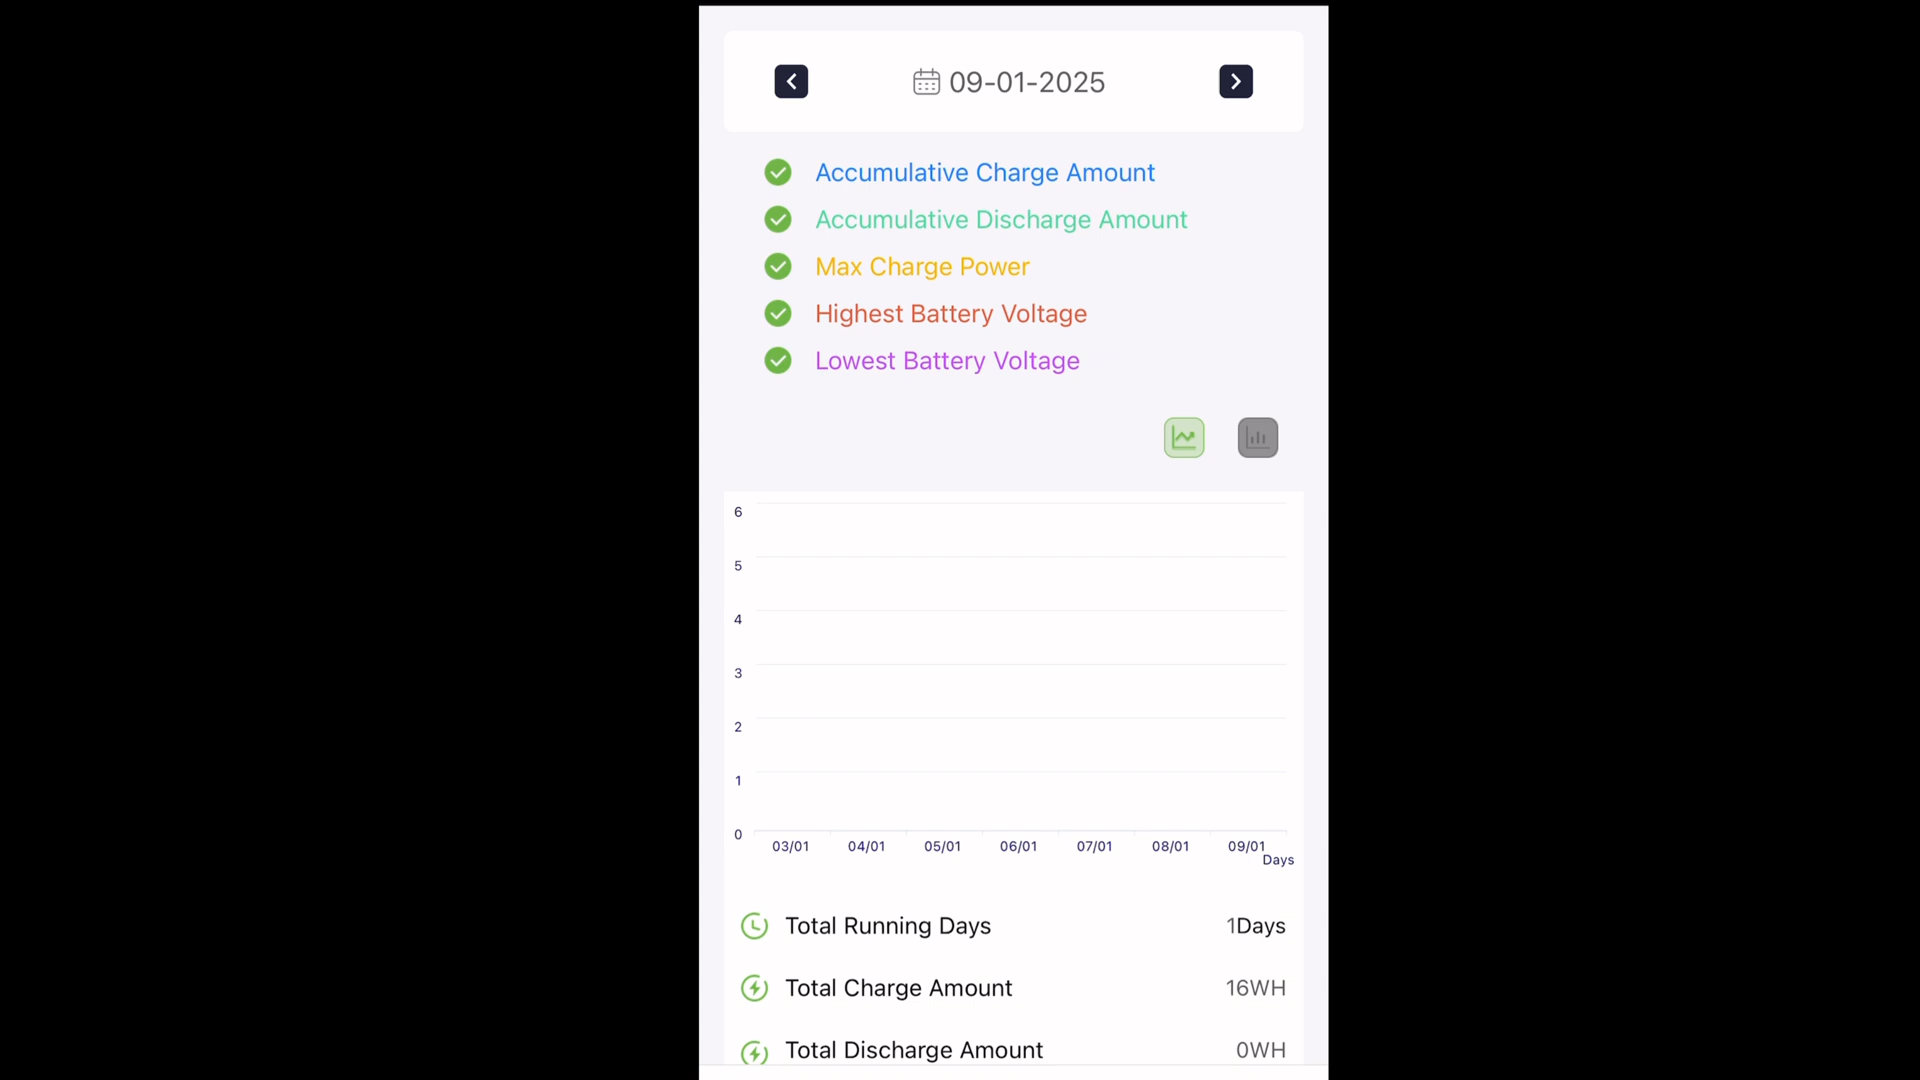 09-01-2025
Accumulative Charge Amount
Accumulative Discharge Amount
Max Charge Power
Highest Battery Voltage
Lowest Battery Voltage
6
5
4
3
2
1
0
03/01 04/01 05/01 06/01 07/01 08/01 09/01
Days
Total Running Days 1Days
Total Charge Amount 16WH
Total Discharge Amount 0WH